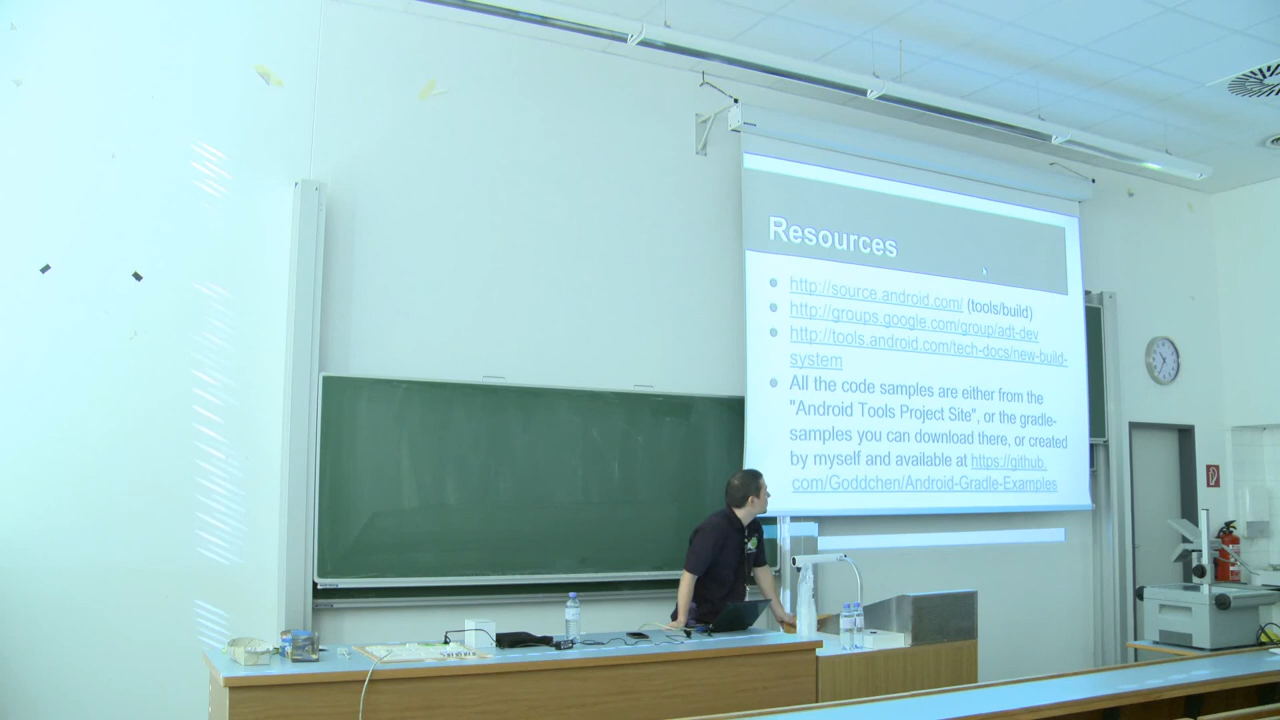 Resources
http://source.android.com/ (tools/build)
http://groups.google.com/group/adt-dev
http://tools.android.com/tech-docs/new-build-
system
All the code samples are either from the
"Android Tools Project Site", or the gradle-
samples you can download there, or created
by myself and available at https://github.
com/Goddchen/Android-Gradle-Examples